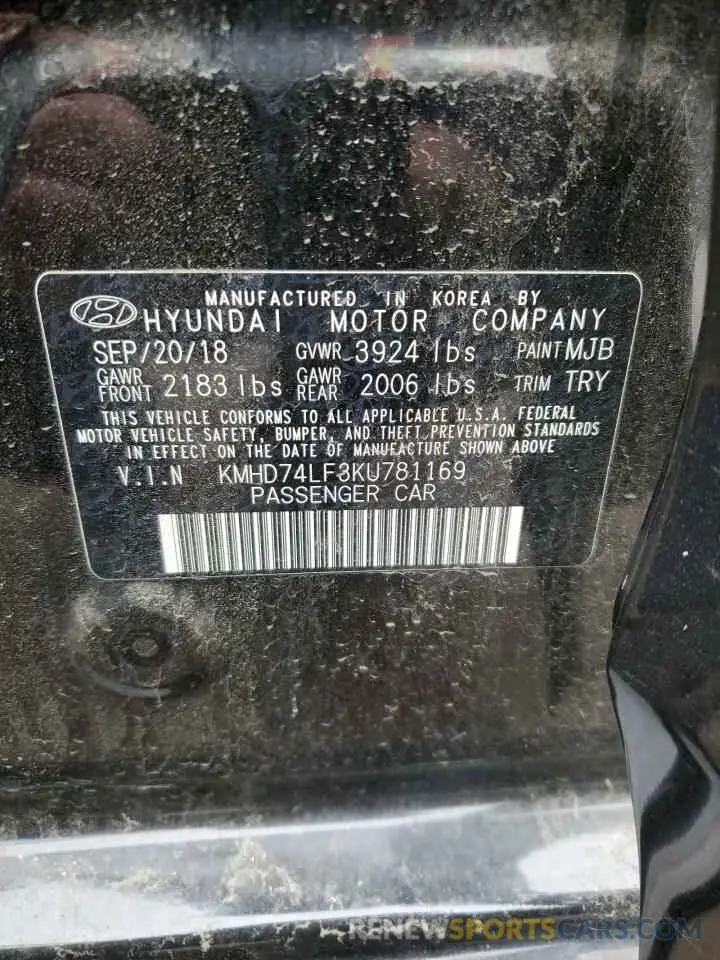 MANUFACTURED IN KOREA BY
HYUNDAI MOTOR COMPANY
SEP/20/18 GVWR 3924 lbs PAINT MJB
GAWR FRONT 2183 lbs GAWR REAR 2006 lbs TRIM TRY
THIS VEHICLE CONFORMS TO ALL APPLICABLE U.S.A. FEDERAL
MOTOR VEHICLE SAFETY, BUMPER, AND THEFT PREVENTION STANDARDS
IN EFFECT ON THE DATE OF MANUFACTURE SHOWN ABOVE
V.I.N KMHD74LF3KU781169
PASSENGER CAR
RENEWSPORTSCARS.COM